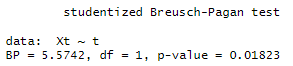 studentized Breusch-Pagan test
data:  Xt ~ t
BP = 5.5742, df = 1, p-value = 0.01823